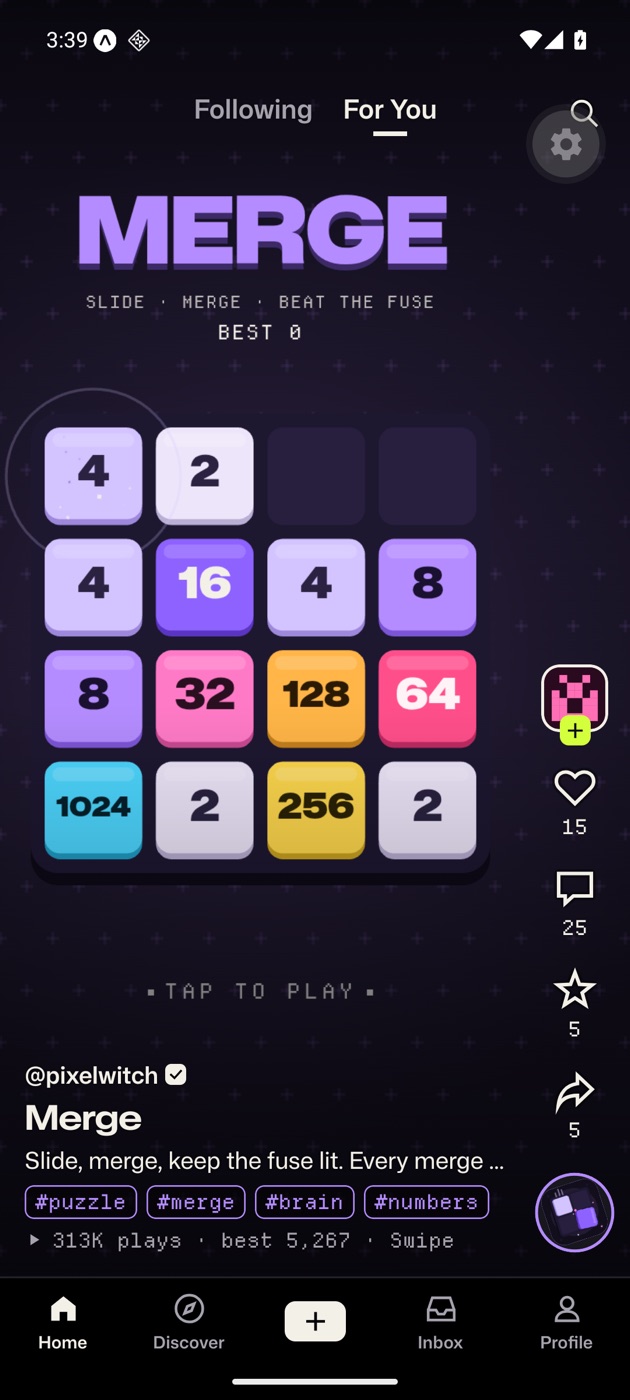 3:39
Following For You
MERGE
SLIDE · MERGE · BEAT THE FUSE
BEST 0
4 2
4 16 4 8
8 32 128 64
1024 2 256 2
15
25
▪ TAP TO PLAY ▪
5
@pixelwitch
Merge
5
Slide, merge, keep the fuse lit. Every merge ...
#puzzle #merge #brain #numbers
313K plays · best 5,267 · Swipe
Home Discover Inbox Profile